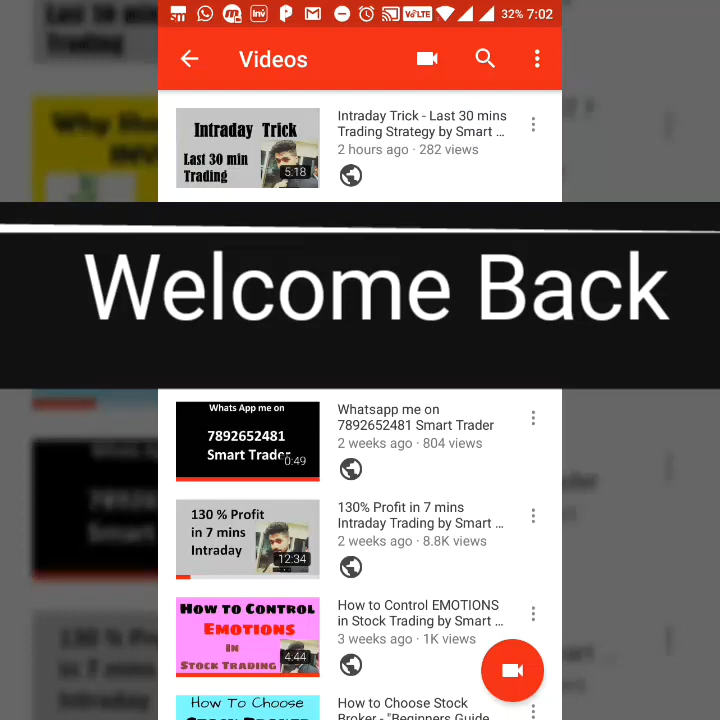 32% 7:02
Videos
Intraday Trick
Last 30 min
Trading
5:18
Intraday Trick - Last 30 mins
Trading Strategy by Smart ...
2 hours ago · 282 views
Welcome Back
Whats App me on
7892652481
Smart Trader
0:49
Whatsapp me on
7892652481 Smart Trader
2 weeks ago · 804 views
130 % Profit
in 7 mins
Intraday
12:34
130% Profit in 7 mins
Intraday Trading by Smart ...
2 weeks ago · 8.8K views
How to Control
Emotions
In
Stock Trading
4:44
How to Control EMOTIONS
in Stock Trading by Smart ...
3 weeks ago · 1K views
How To Choose
How to Choose Stock
Broker - "Beginners Guide